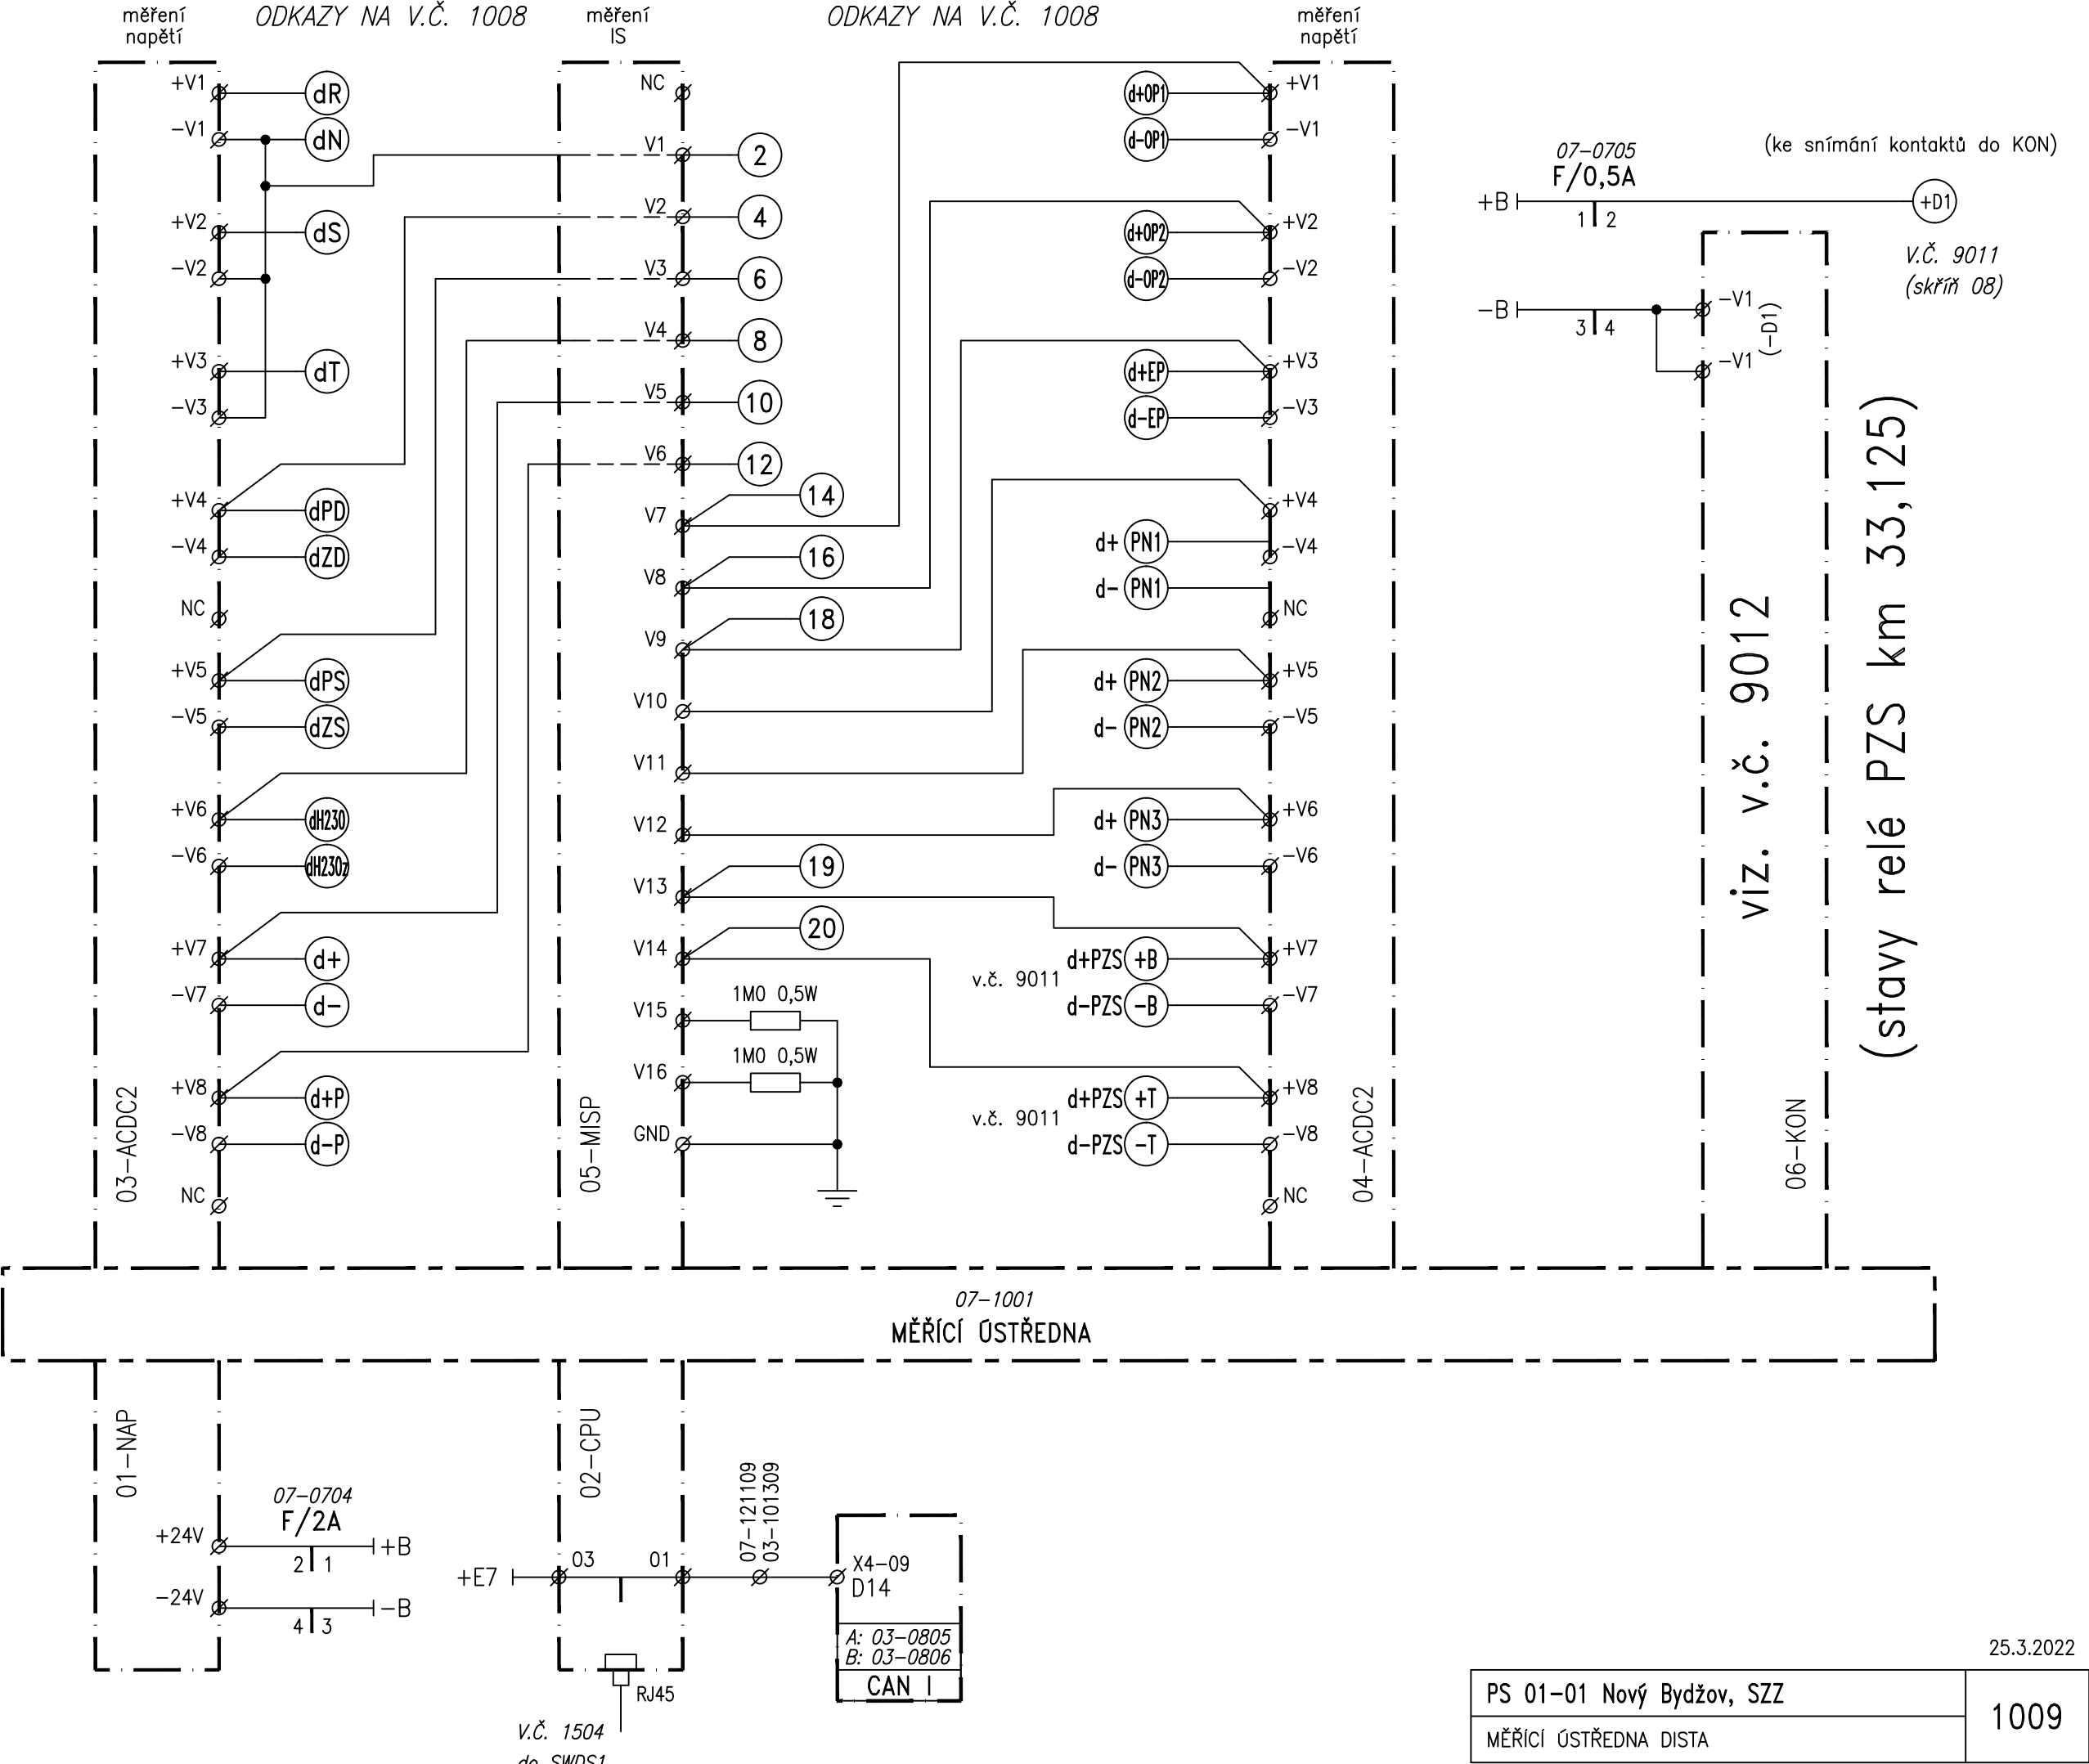 měření
napětí
ODKAZY NA V.Č. 1008
měření
IS
ODKAZY NA V.Č. 1008
měření
napětí
+V1
dR
-V1
dN
+V2
dS
-V2
+V3
dT
-V3
+V4
dPD
-V4
dZD
NC
+V5
dPS
-V5
dZS
+V6
dH230
-V6
dH230z
+V7
d+
-V7
d-
+V8
d+P
-V8
d-P
NC
03-ACDC2
NC
V1
2
V2
4
V3
6
V4
8
V5
10
V6
12
V7
14
V8
16
V9
18
V10
V11
V12
V13
19
V14
20
V15
1M0 0,5W
V16
1M0 0,5W
GND
05-MISP
d+OP1
+V1
d-OP1
-V1
d+OP2
+V2
d-OP2
-V2
d+EP
+V3
d-EP
-V3
+V4
d+ PN1
-V4
d- PN1
NC
d+ PN2
+V5
d- PN2
-V5
d+ PN3
+V6
d- PN3
-V6
d+PZS +B
+V7
v.č. 9011
d-PZS -B
-V7
d+PZS +T
+V8
v.č. 9011
d-PZS -T
-V8
NC
04-ACDC2
(ke snímání kontaktů do KON)
07-0705
F/0,5A
+B
1 2
+D1
V.Č. 9011
(skříň 08)
-B
3 4
-V1
-V1
(-D1)
viz. v.č. 9012
(stavy relé PZS km 33,125)
06-KON
07-1001
MĚŘÍCÍ ÚSTŘEDNA
01-NAP
07-0704
F/2A
+24V
2 1
+B
-24V
4 3
-B
02-CPU
+E7
03
01
07-121109
03-101309
X4-09
D14
A: 03-0805
B: 03-0806
CAN I
RJ45
V.Č. 1504
do SWDS1
25.3.2022
PS 01-01 Nový Bydžov, SZZ
1009
MĚŘÍCÍ ÚSTŘEDNA DISTA